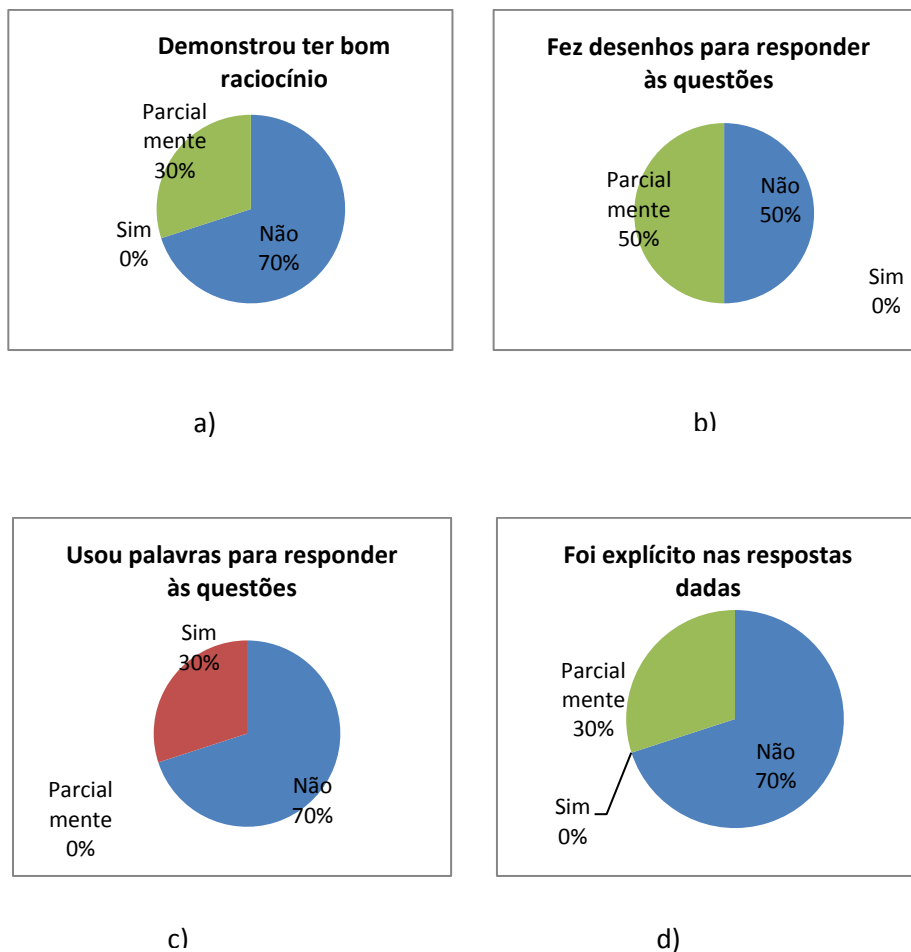 Demonstrou ter bom
raciocínio
Parcial
mente
30%
Sim
0%
Não
70%
a)
Fez desenhos para responder
às questões
Parcial
mente
50%
Não
50%
Sim
0%
b)
Usou palavras para responder
às questões
Sim
30%
Parcial
mente
0%
Não
70%
c)
Foi explícito nas respostas
dadas
Parcial
mente
30%
Sim
0%
Não
70%
d)